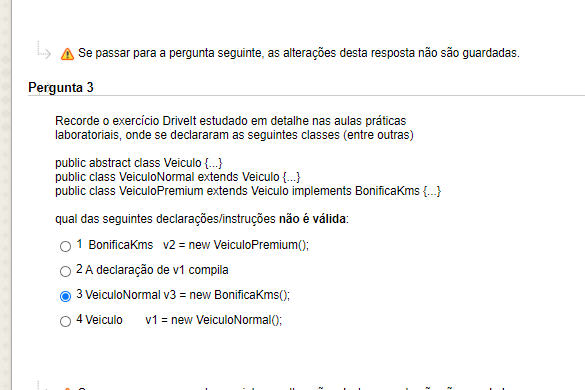 Se passar para a pergunta seguinte, as alterações desta resposta não são guardadas.
Pergunta 3
Recorde o exercício DriveIt estudado em detalhe nas aulas práticas
laboratoriais, onde se declararam as seguintes classes (entre outras)
public abstract class Veiculo {...}
public class VeiculoNormal extends Veiculo {...}
public class VeiculoPremium extends Veiculo implements BonificaKms {...}
qual das seguintes declarações/instruções não é válida:
1 BonificaKms v2 = new VeiculoPremium();
2 A declaração de v1 compila
3 VeiculoNormal v3 = new BonificaKms();
4 Veiculo v1 = new VeiculoNormal();